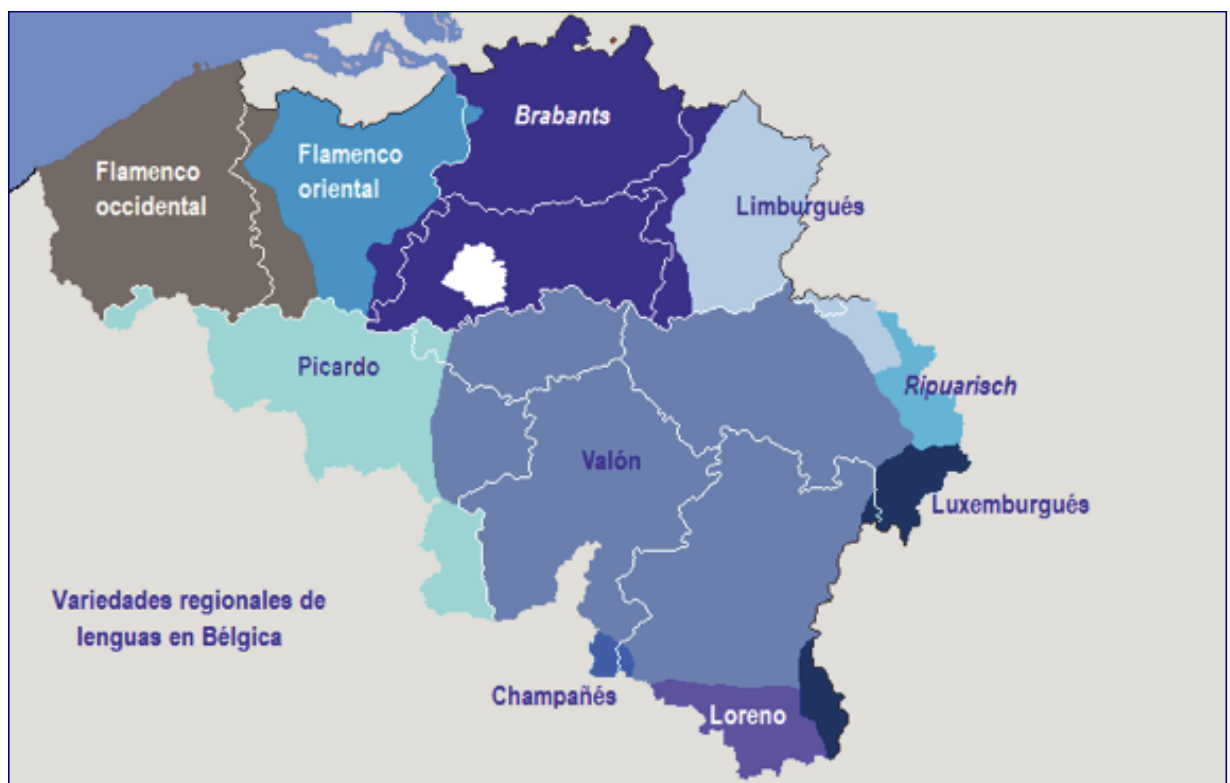 Brabants
Flamenco
oriental
Flamenco
occidental
Limburgués
Picardo
Ripuarisch
Valón
Luxemburgués
Variedades regionales de
lenguas en Bélgica
Champañés
Loreno